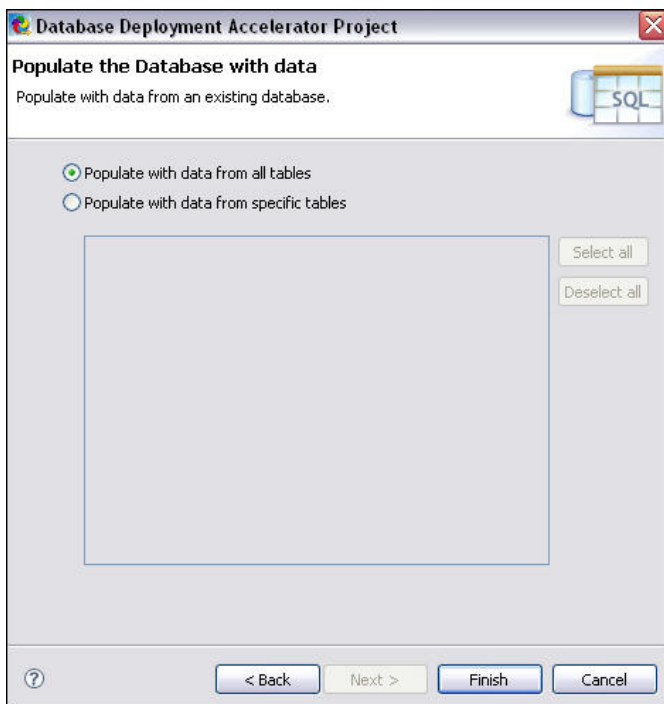 Database Deployment Accelerator Project
Populate the Database with data
Populate with data from an existing database.
SQL
Populate with data from all tables
Populate with data from specific tables
Select all
Deselect all
?
< Back
Next >
Finish
Cancel